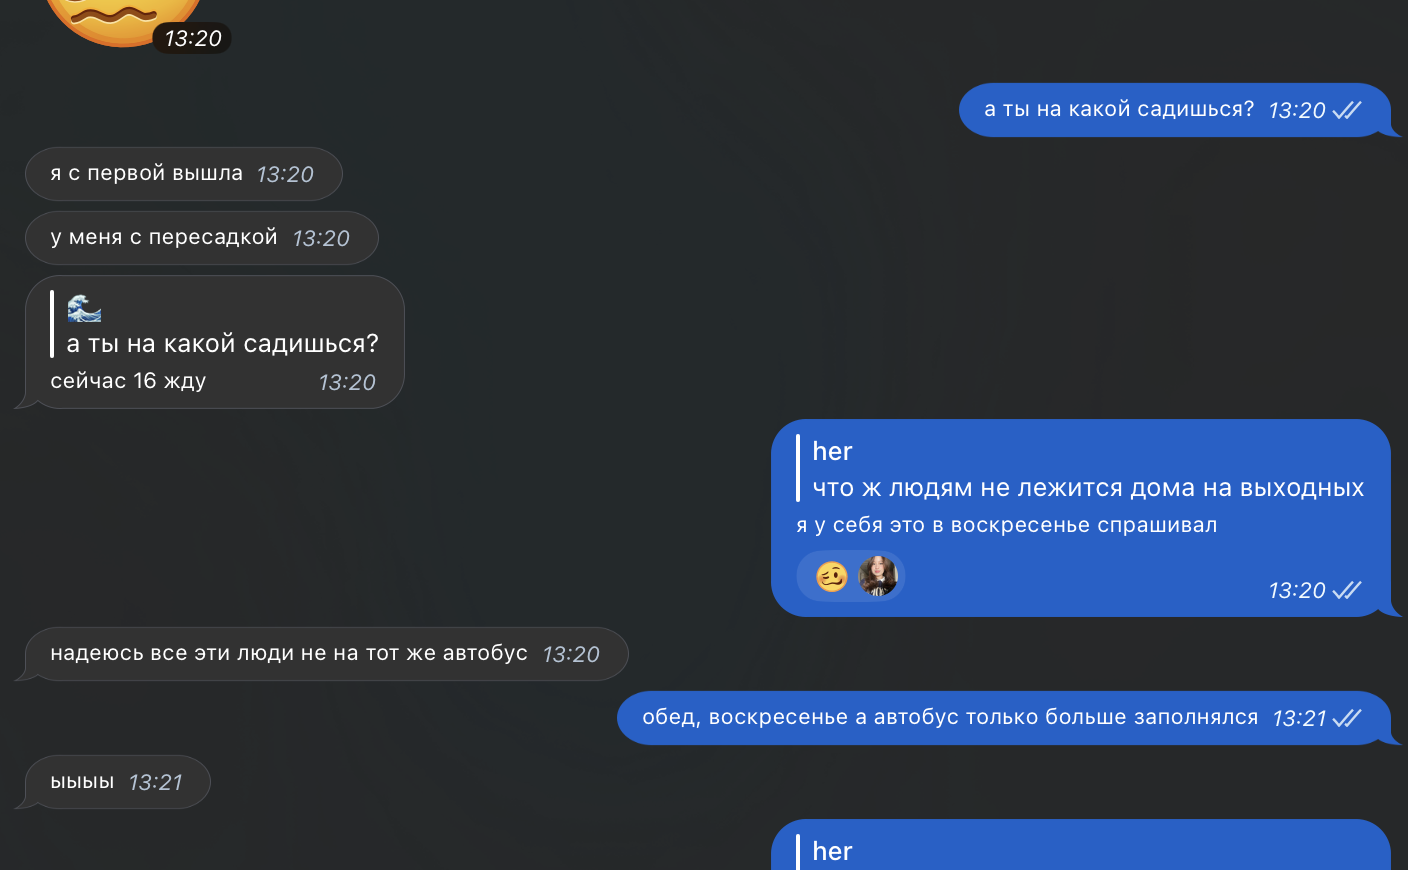 13:20
а ты на какой садишься? 13:20
я с первой вышла 13:20
у меня с пересадкой 13:20
🌊
а ты на какой садишься?
сейчас 16 жду 13:20
her
что ж людям не лежится дома на выходных
я у себя это в воскресенье спрашивал
13:20
надеюсь все эти люди не на тот же автобус 13:20
обед, воскресенье а автобус только больше заполнялся 13:21
ыыыы 13:21
her